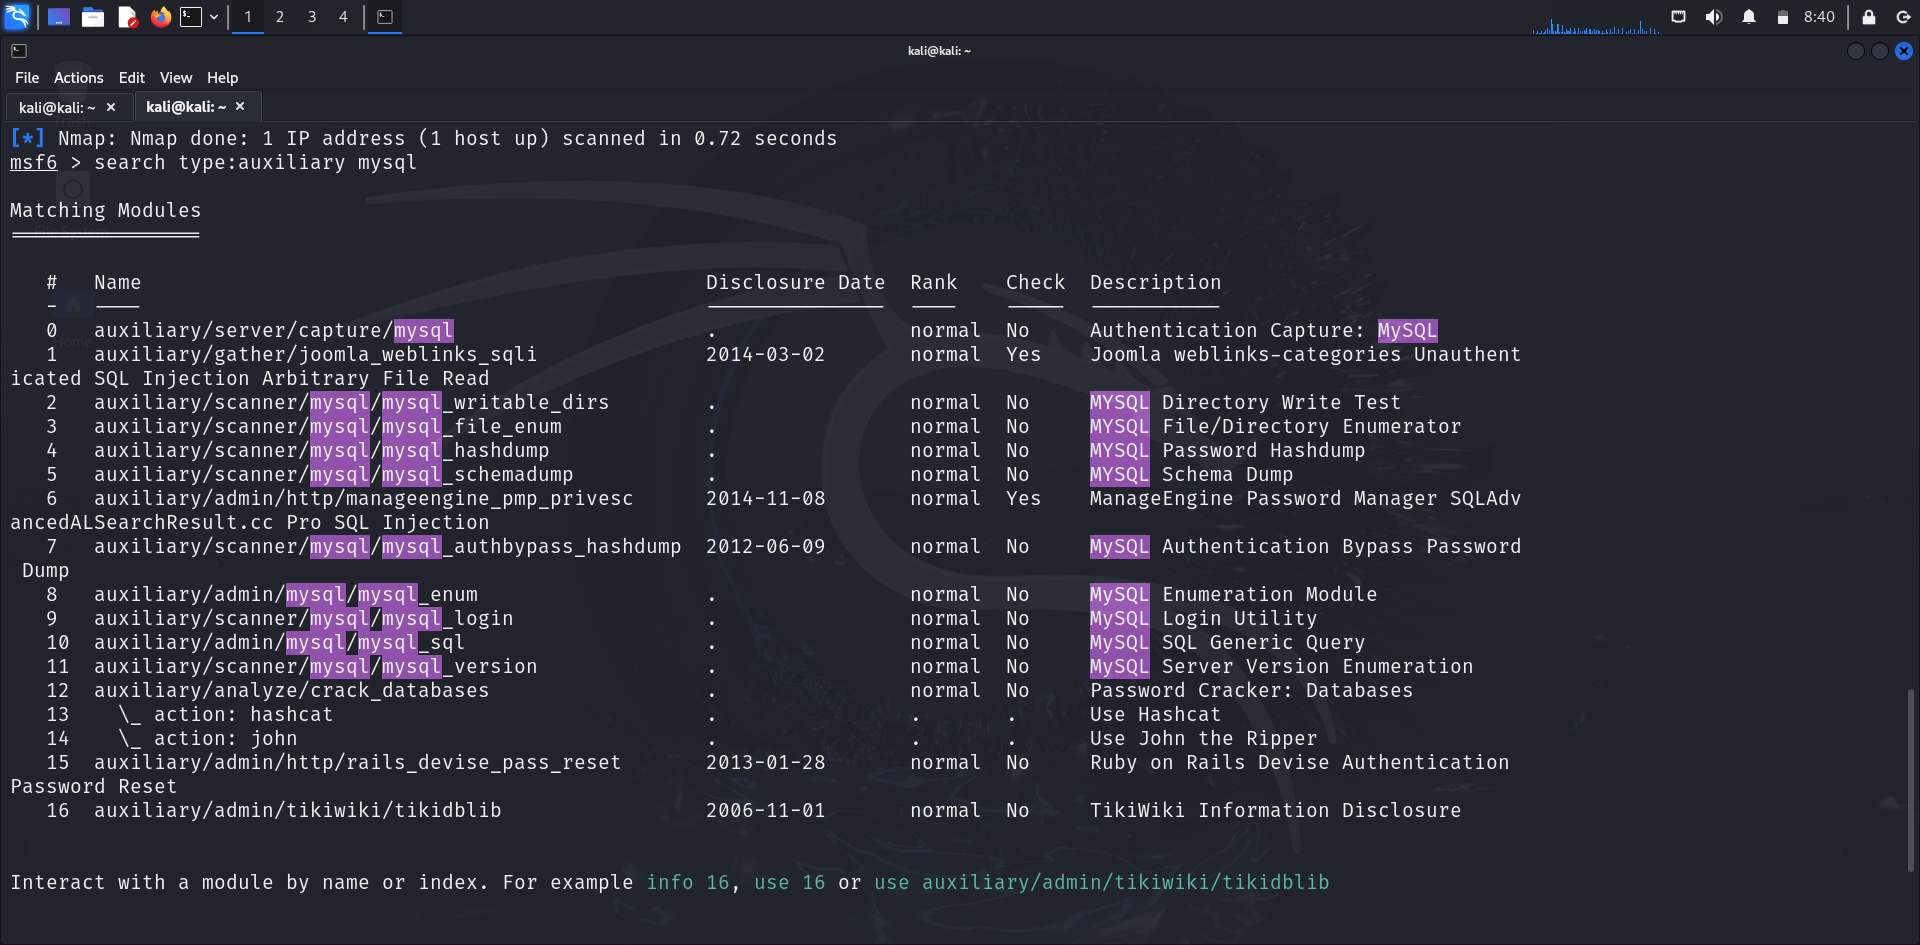 1 2 3 4 8:40
kali@kali: ~
File Actions Edit View Help
kali@kali: ~ × kali@kali: ~ ×
[*] Nmap: Nmap done: 1 IP address (1 host up) scanned in 0.72 seconds
msf6 > search type:auxiliary mysql
Matching Modules
================
# Name Disclosure Date Rank Check Description
- ---- --------------- ---- ----- -----------
0 auxiliary/server/capture/mysql . normal No Authentication Capture: MySQL
1 auxiliary/gather/joomla_weblinks_sqli 2014-03-02 normal Yes Joomla weblinks-categories Unauthent
icated SQL Injection Arbitrary File Read
2 auxiliary/scanner/mysql/mysql_writable_dirs . normal No MYSQL Directory Write Test
3 auxiliary/scanner/mysql/mysql_file_enum . normal No MYSQL File/Directory Enumerator
4 auxiliary/scanner/mysql/mysql_hashdump . normal No MYSQL Password Hashdump
5 auxiliary/scanner/mysql/mysql_schemadump . normal No MYSQL Schema Dump
6 auxiliary/admin/http/manageengine_pmp_privesc 2014-11-08 normal Yes ManageEngine Password Manager SQLAdv
ancedALSearchResult.cc Pro SQL Injection
7 auxiliary/scanner/mysql/mysql_authbypass_hashdump 2012-06-09 normal No MySQL Authentication Bypass Password
Dump
8 auxiliary/admin/mysql/mysql_enum . normal No MySQL Enumeration Module
9 auxiliary/scanner/mysql/mysql_login . normal No MySQL Login Utility
10 auxiliary/admin/mysql/mysql_sql . normal No MySQL SQL Generic Query
11 auxiliary/scanner/mysql/mysql_version . normal No MySQL Server Version Enumeration
12 auxiliary/analyze/crack_databases . normal No Password Cracker: Databases
13 \_ action: hashcat . . . Use Hashcat
14 \_ action: john . . . Use John the Ripper
15 auxiliary/admin/http/rails_devise_pass_reset 2013-01-28 normal No Ruby on Rails Devise Authentication
Password Reset
16 auxiliary/admin/tikiwiki/tikidblib 2006-11-01 normal No TikiWiki Information Disclosure
Interact with a module by name or index. For example info 16, use 16 or use auxiliary/admin/tikiwiki/tikidblib